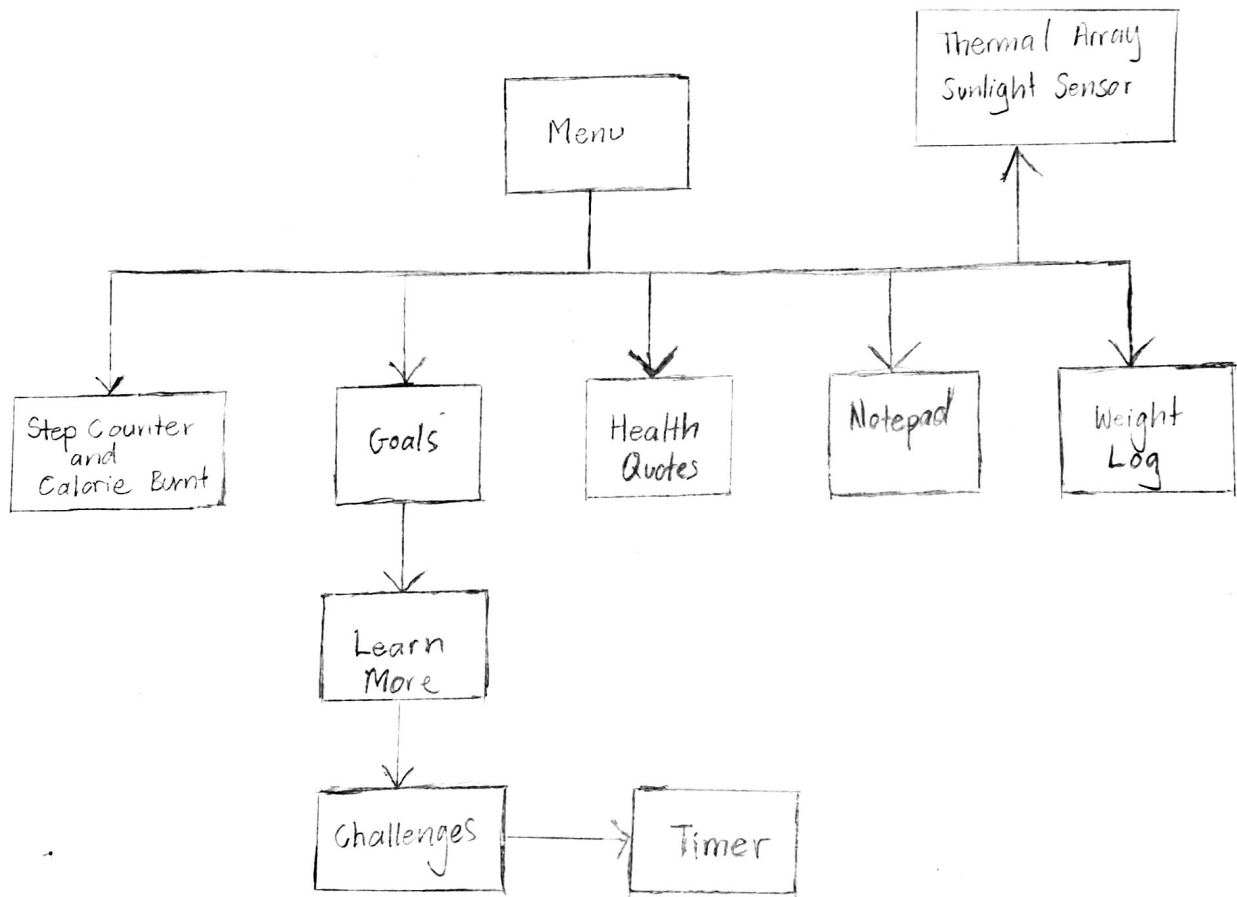 Thermal Array
Sunlight Sensor
Menu
Step Counter
and
Calorie Burnt
Goals
Health
Quotes
Notepad
Weight
Log
Learn
More
Challenges
Timer